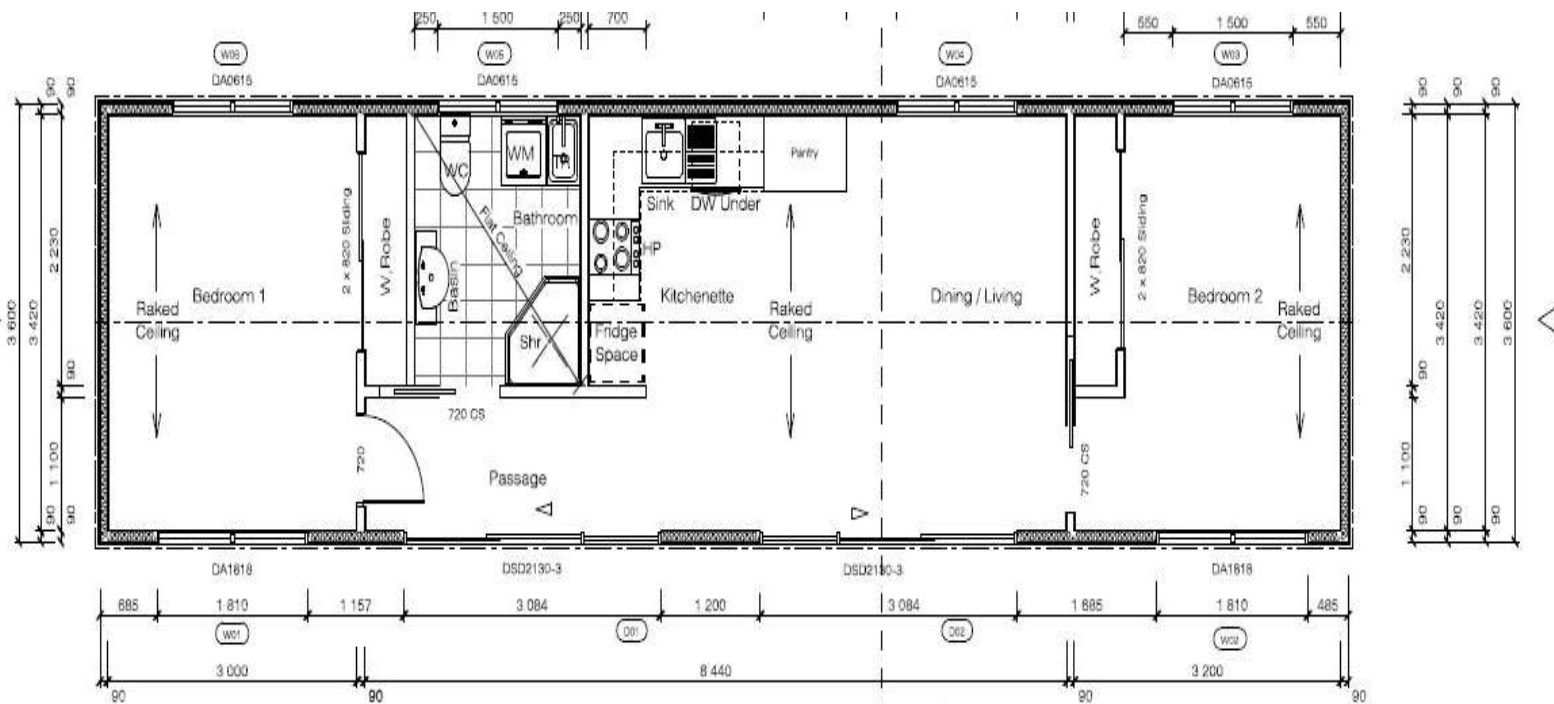 250 1 500 250 700 550 1 500 550
W06 W05 W04 W03
DA0615 DA0615 DA0615 DA0615
90 90 90 90 90
WC WM TR Pantry
Sink DW Under
Bathroom
Flat Ceiling
2 x 820 Sliding
W.Robe
Basin
HP
W.Robe
2 x 820 Sliding
2 230
2 230
Bedroom 1 Kitchenette Dining / Living Bedroom 2
Raked Raked Raked
Ceiling Ceiling Ceiling
3 600
3 420
3 420
3 420
3 600
Shr
Fridge
Space
90 90
720 CS
1 100
720
Passage
720 CS
1 100
90 90 90 90 90
DA1818 DSD2130-3 DSD2130-3 DA1818
685 1 810 1 157 3 084 1 200 3 084 1 685 1 810 485
W01 D01 D02 W02
3 000 8 440 3 200
90 90 90 90